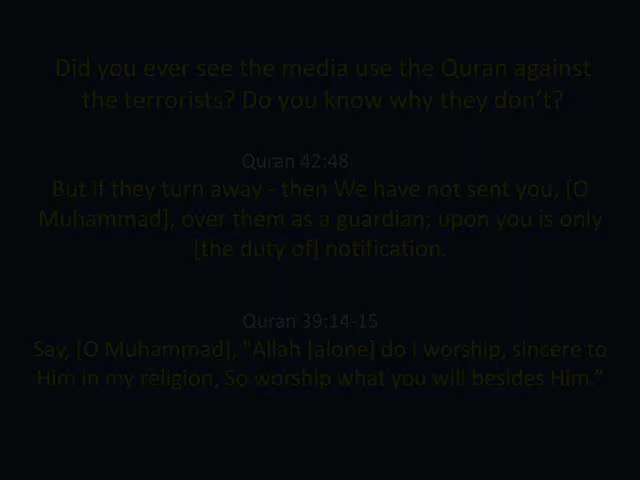 Did you ever see the media use the Quran against
the terrorists? Do you know why they don't?
Quran 42:48
But if they turn away - then We have not sent you, [O
Muhammad], over them as a guardian; upon you is only
[the duty of] notification.
Quran 39:14-15
Say, [O Muhammad], "Allah [alone] do I worship, sincere to
Him in my religion, So worship what you will besides Him.”